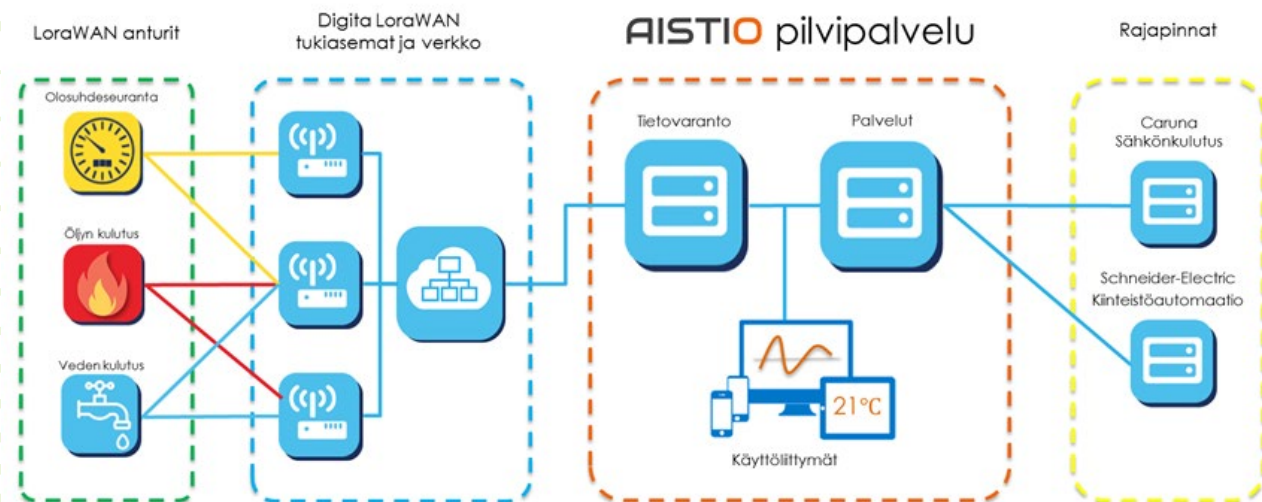 LoraWAN anturit
Digita LoraWAN
tukiasemat ja verkko
AISTIO pilvipalvelu
Rajapinnat
Olosuhdeseuranta
Öljyn kulutus
Veden kulutus
Tietovaranto
Palvelut
21°C
Käyttöliittymät
Caruna
Sähkönkulutus
Schneider-Electric
Kiinteistöautomaatio